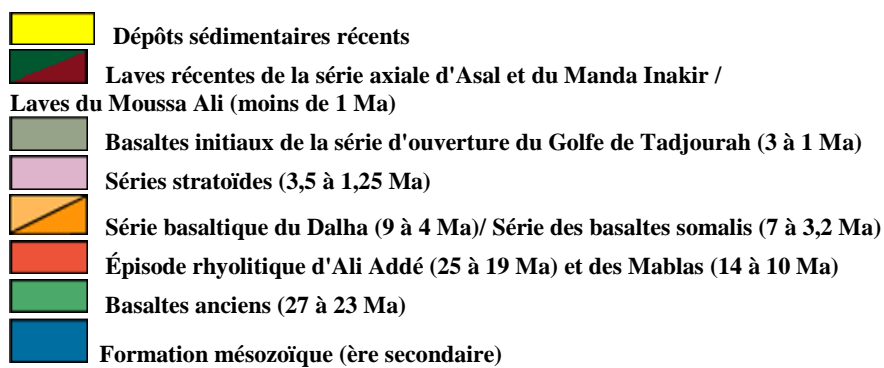 Dépôts sédimentaires récents
Laves récentes de la série axiale d'Asal et du Manda Inakir /
Laves du Moussa Ali (moins de 1 Ma)
Basaltes initiaux de la série d'ouverture du Golfe de Tadjourah (3 à 1 Ma)
Séries stratoïdes (3,5 à 1,25 Ma)
Série basaltique du Dalha (9 à 4 Ma)/ Série des basaltes somalis (7 à 3,2 Ma)
Épisode rhyolitique d'Ali Addé (25 à 19 Ma) et des Mablas (14 à 10 Ma)
Basaltes anciens (27 à 23 Ma)
Formation mésozoïque (ère secondaire)